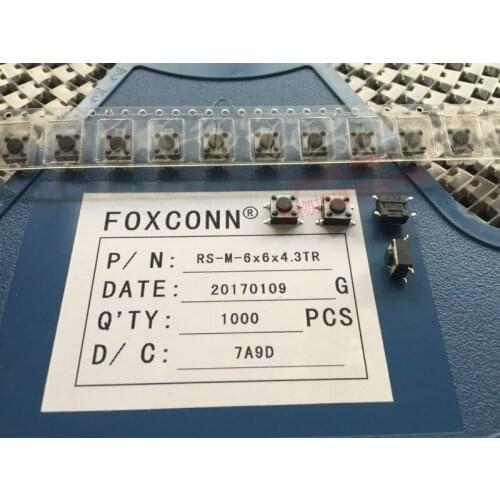 FOXCONN®
P/ N: RS-M-6x6x4.3TR
DATE: 20170109 G
Q'TY: 1000 PCS
D/ C: 7A9D